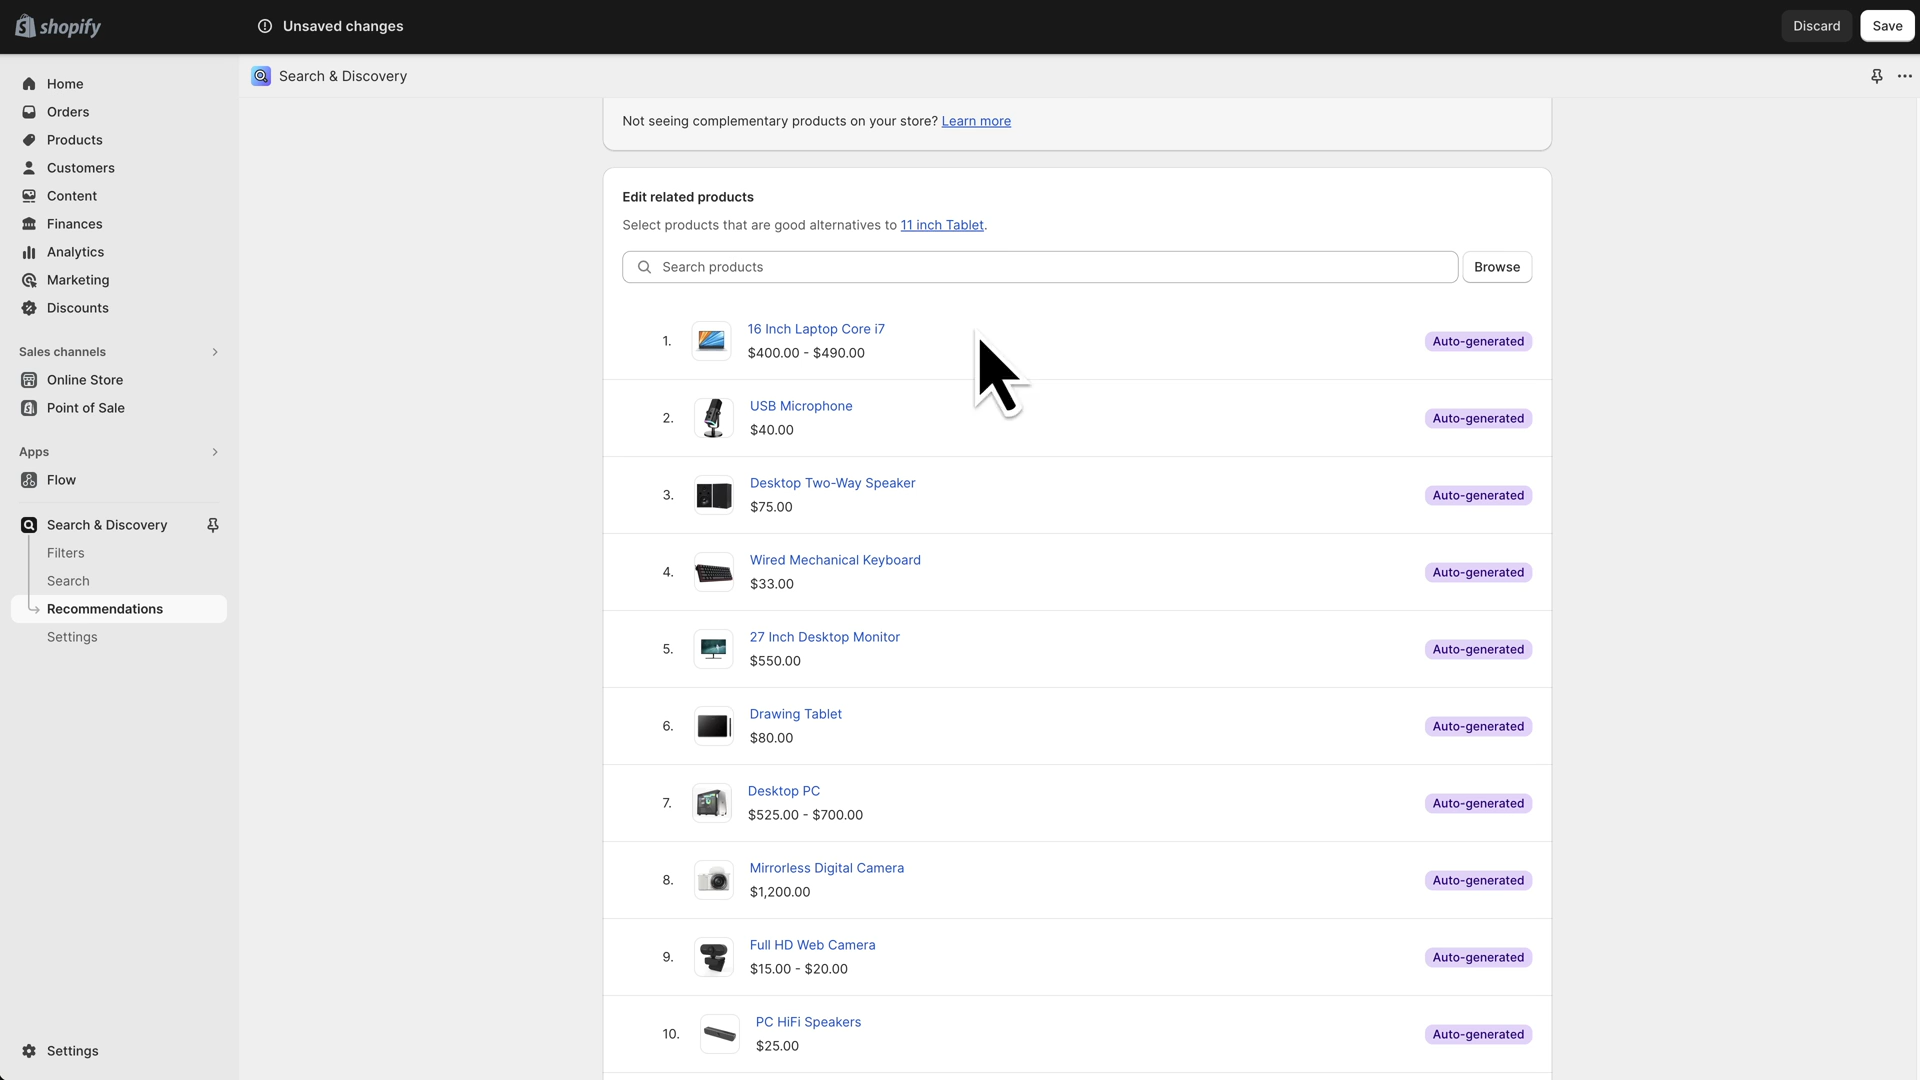 shopify
Unsaved changes
Discard
Save
Home
Orders
Products
Customers
Content
Finances
Analytics
Marketing
Discounts
Sales channels
Online Store
Point of Sale
Apps
Flow
Search & Discovery
Filters
Search
Recommendations
Settings
Settings
Search & Discovery
Not seeing complementary products on your store? Learn more
Edit related products
Select products that are good alternatives to 11 inch Tablet.
Search products
Browse
1.
16 Inch Laptop Core i7
$400.00 - $490.00
Auto-generated
2.
USB Microphone
$40.00
Auto-generated
3.
Desktop Two-Way Speaker
$75.00
Auto-generated
4.
Wired Mechanical Keyboard
$33.00
Auto-generated
5.
27 Inch Desktop Monitor
$550.00
Auto-generated
6.
Drawing Tablet
$80.00
Auto-generated
7.
Desktop PC
$525.00 - $700.00
Auto-generated
8.
Mirrorless Digital Camera
$1,200.00
Auto-generated
9.
Full HD Web Camera
$15.00 - $20.00
Auto-generated
10.
PC HiFi Speakers
$25.00
Auto-generated